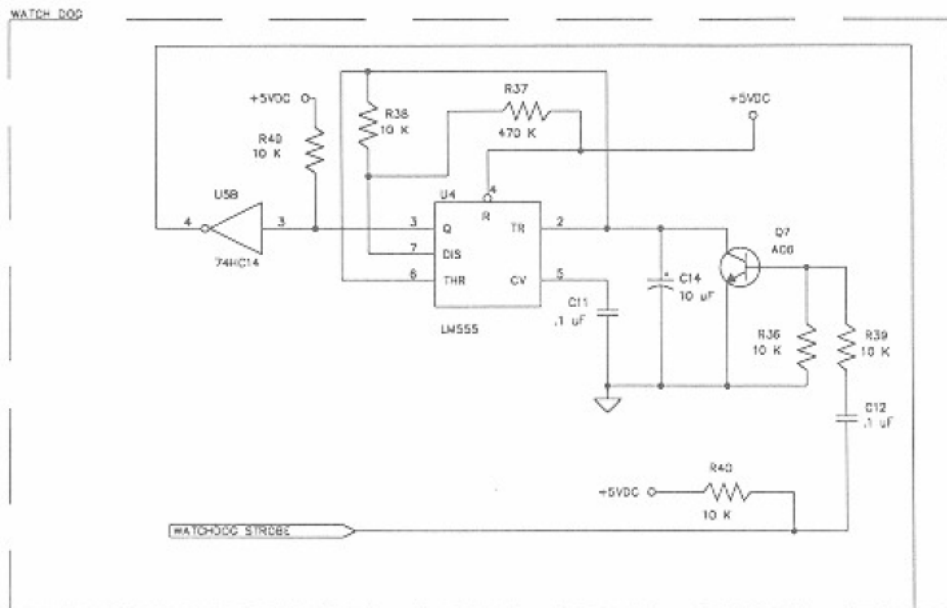 WATCH DOG
+5VDC
R40
10 K
R38
10 K
R37
470 K
+5VDC
U5B
4
3
74HC14
U4
4
R
3
Q
TR
2
7
DIS
6
THR
CV
5
LM555
C11
.1 uF
C14
+
10 uF
Q7
R36
10 K
R39
10 K
C12
.1 uF
R40
+5VDC
10 K
WATCHDOG STROBE